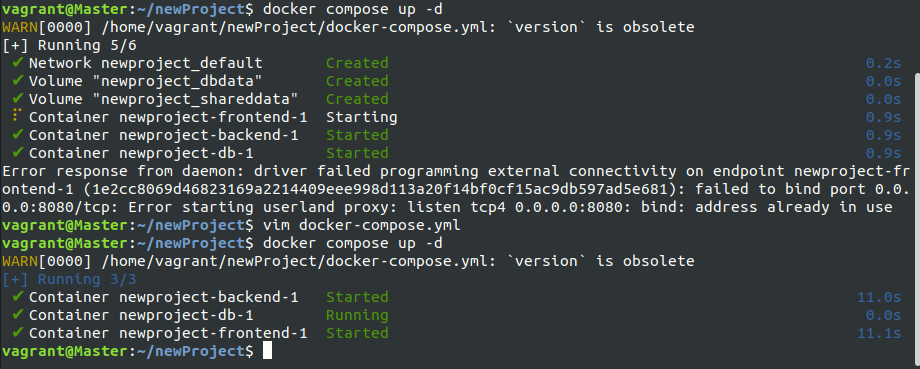 vagrant@Master:~/newProject$ docker compose up -d
WARN[0000] /home/vagrant/newProject/docker-compose.yml: `version` is obsolete
[+] Running 5/6
✔ Network newproject_default Created 0.2s
✔ Volume "newproject_dbdata" Created 0.0s
✔ Volume "newproject_shareddata" Created 0.0s
⠏ Container newproject-frontend-1 Starting 0.9s
✔ Container newproject-backend-1 Started 0.9s
✔ Container newproject-db-1 Started 0.9s
Error response from daemon: driver failed programming external connectivity on endpoint newproject-fr
ontend-1 (1e2cc8069d46823169a2214409eee998d113a20f14bf0cf15ac9db597ad5e681): failed to bind port 0.0.
0.0:8080/tcp: Error starting userland proxy: listen tcp4 0.0.0.0:8080: bind: address already in use
vagrant@Master:~/newProject$ vim docker-compose.yml
vagrant@Master:~/newProject$ docker compose up -d
WARN[0000] /home/vagrant/newProject/docker-compose.yml: `version` is obsolete
[+] Running 3/3
✔ Container newproject-backend-1 Started 11.0s
✔ Container newproject-db-1 Running 0.0s
✔ Container newproject-frontend-1 Started 11.1s
vagrant@Master:~/newProject$